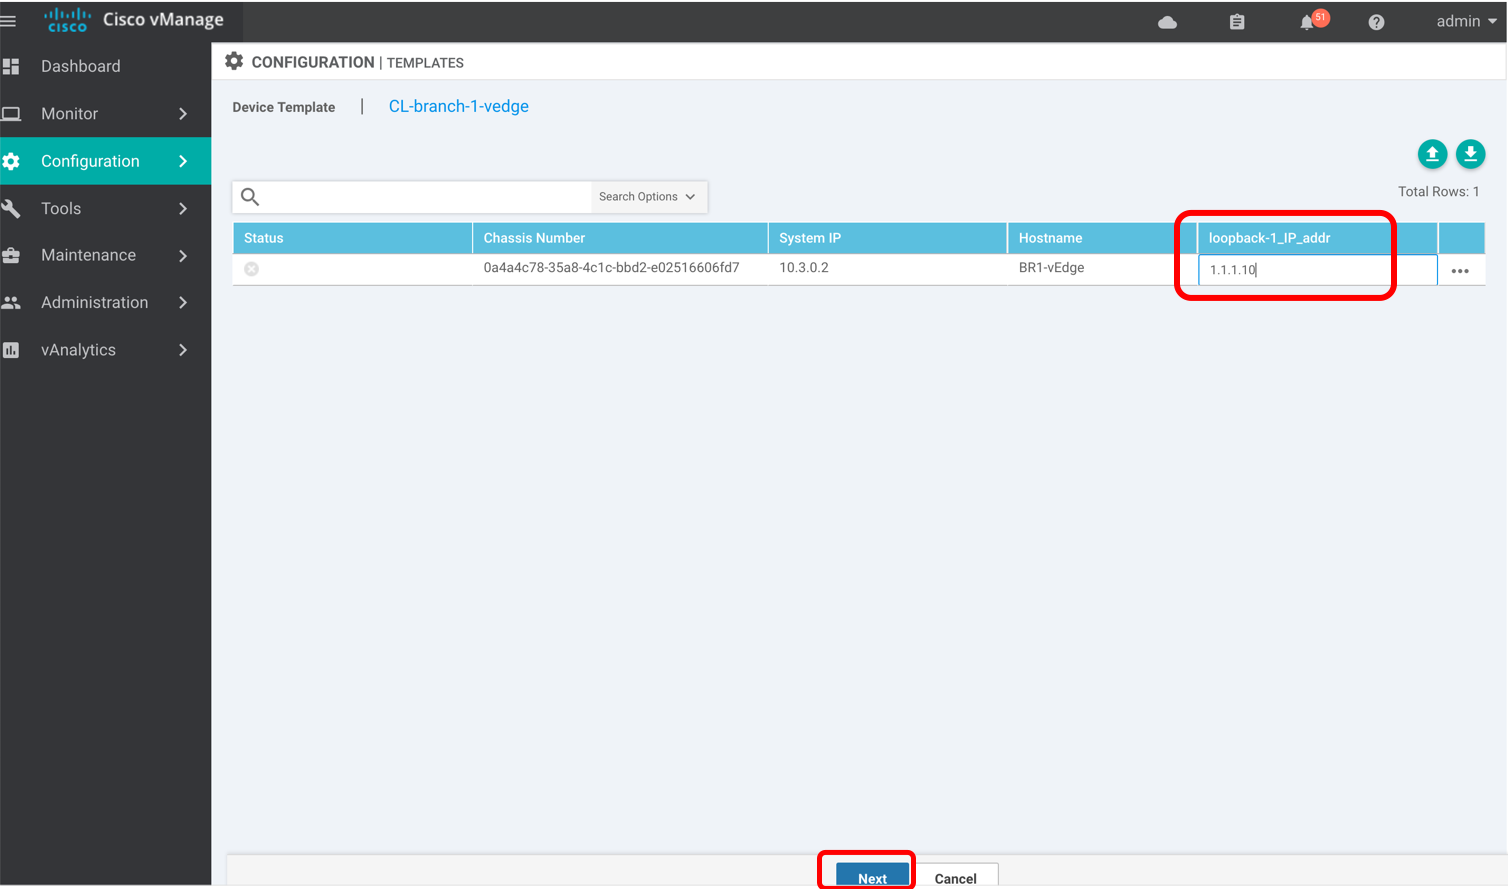 cisco Cisco vManage
51
admin
Dashboard
Monitor
Configuration
Tools
Maintenance
Administration
vAnalytics
CONFIGURATION | TEMPLATES
Device Template | CL-branch-1-vedge
Search Options
Total Rows: 1
Status Chassis Number System IP Hostname loopback-1_IP_addr
0a4a4c78-35a8-4c1c-bbd2-e02516606fd7 10.3.0.2 BR1-vEdge 1.1.1.10
Next Cancel